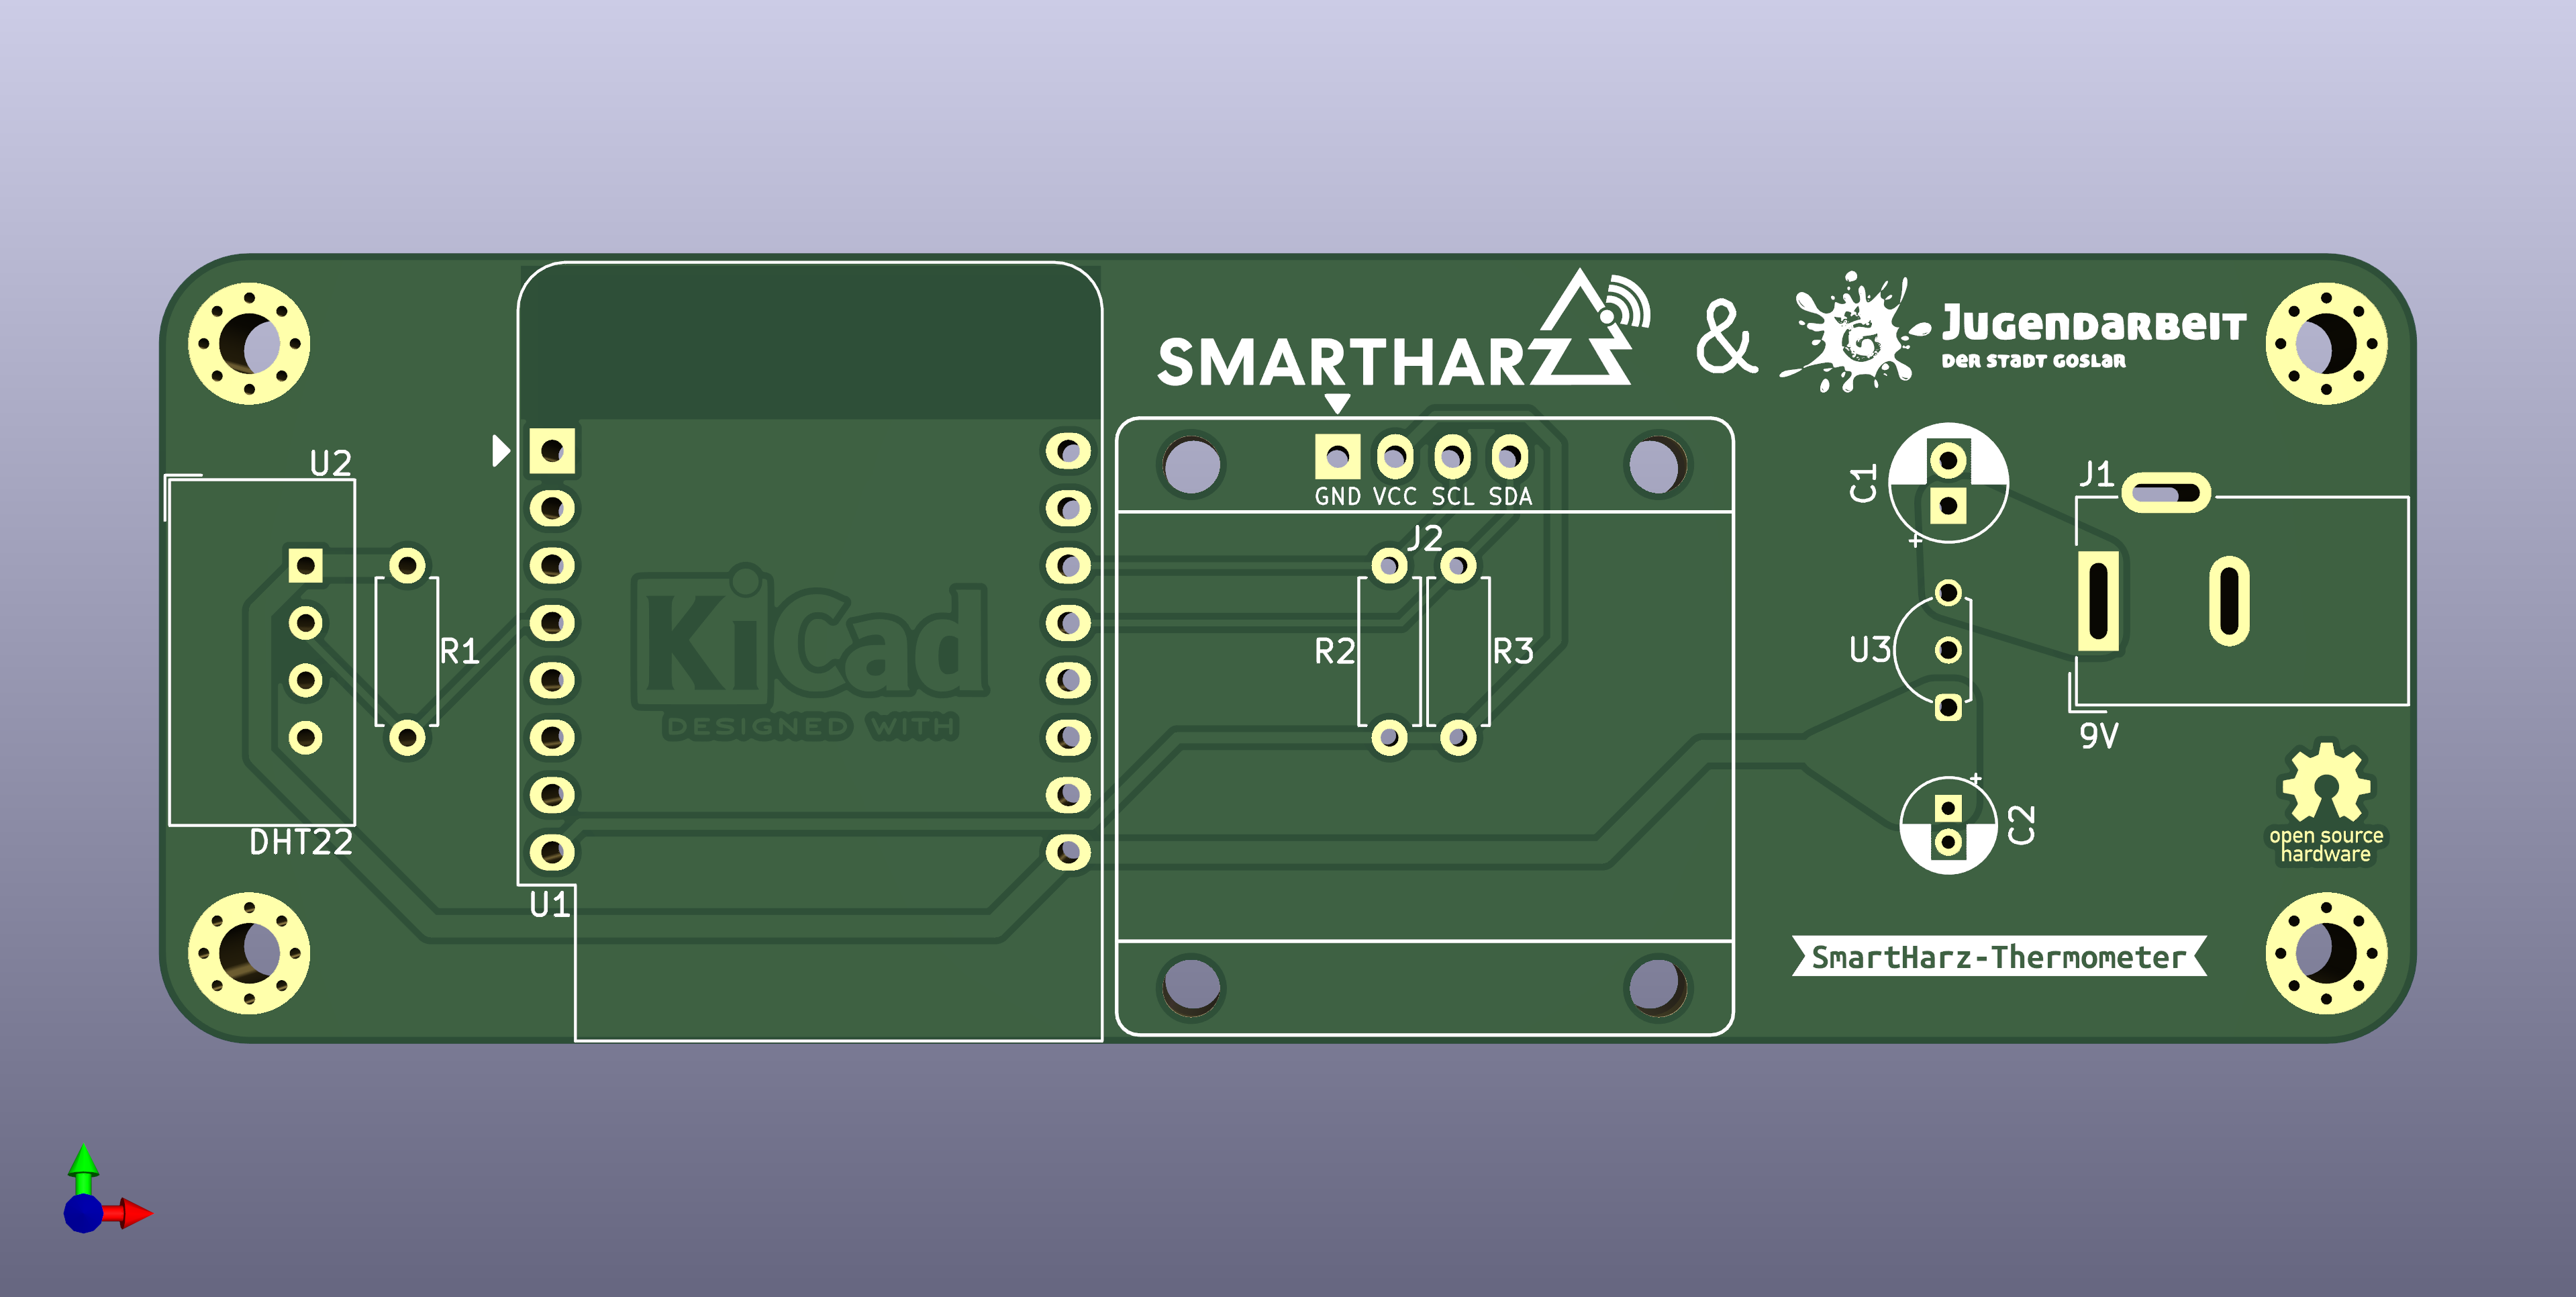 SMARTHARZ & Jugendarbeit
der Stadt Goslar
U2
DHT22
R1
U1
KiCad
DESIGNED WITH
GND VCC SCL SDA
J2
R2
R3
C1
+
U3
J1
9V
+
C2
open source
hardware
SmartHarz-Thermometer